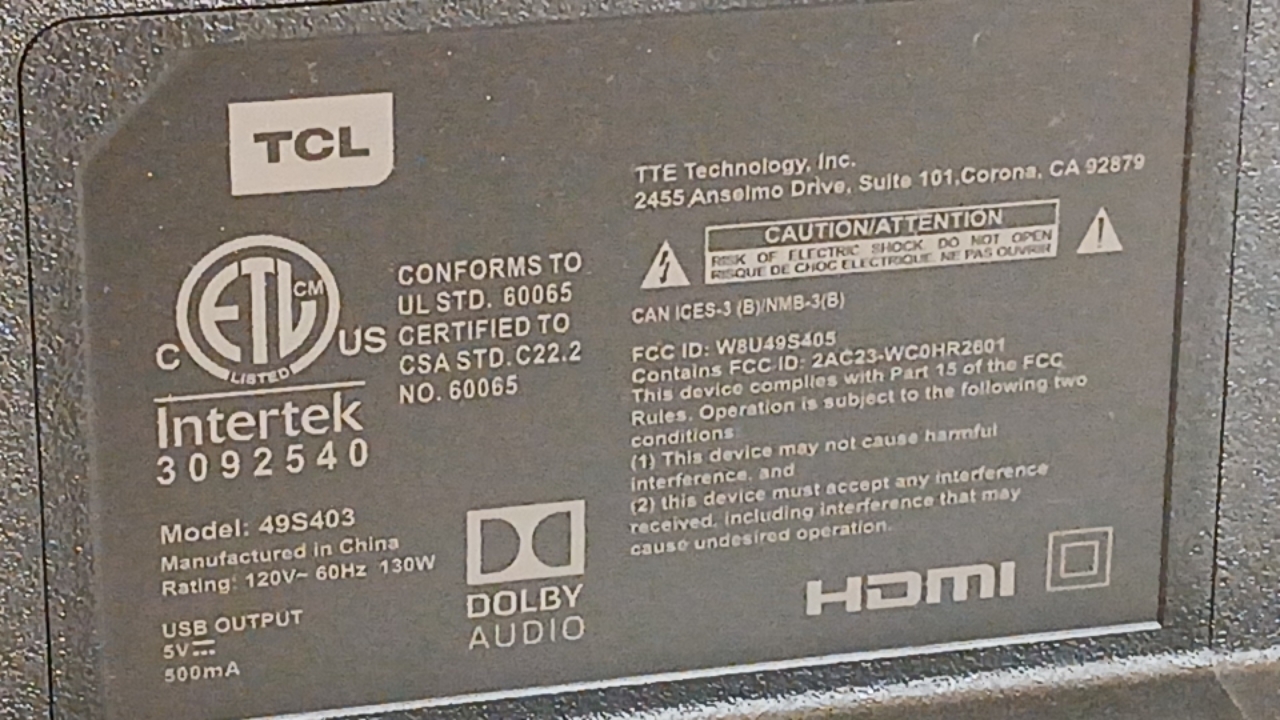 TCL
TTE Technology, Inc.
2455 Anselmo Drive, Suite 101,Corona, CA 92879
CAUTION/ATTENTION
RISK OF ELECTRIC SHOCK. DO NOT OPEN
RISQUE DE CHOC ELECTRIQUE. NE PAS OUVRIR
CAN ICES-3 (B)/NMB-3(B)
ETL CM
C US
LISTED
Intertek
3092540
CONFORMS TO
UL STD. 60065
CERTIFIED TO
CSA STD. C22.2
NO. 60065
FCC ID: W8U49S405
Contains FCC ID: 2AC23-WC0HR2601
This device complies with Part 15 of the FCC
Rules. Operation is subject to the following two
conditions
(1) This device may not cause harmful
interference, and
(2) this device must accept any interference
received, including interference that may
cause undesired operation.
Model: 49S403
Manufactured in China
Rating: 120V~ 60Hz 130W
USB OUTPUT
5V⎓
500mA
DOLBY
AUDIO
HDMI